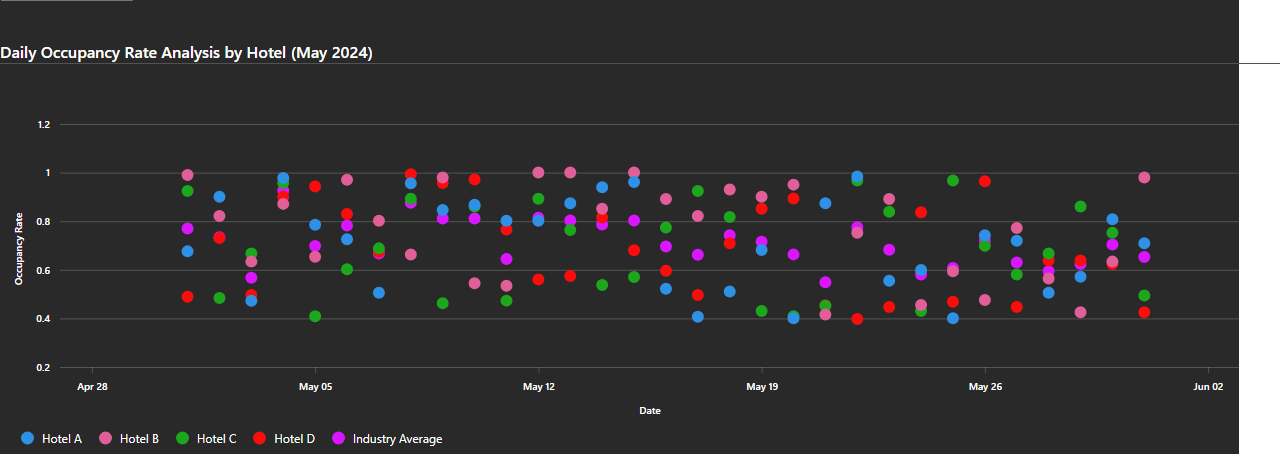 Daily Occupancy Rate Analysis by Hotel (May 2024)
1.2
1
0.8
0.6
0.4
0.2
Occupancy Rate
Apr 28 May 05 May 12 May 19 May 26 Jun 02
Date
Hotel A Hotel B Hotel C Hotel D Industry Average